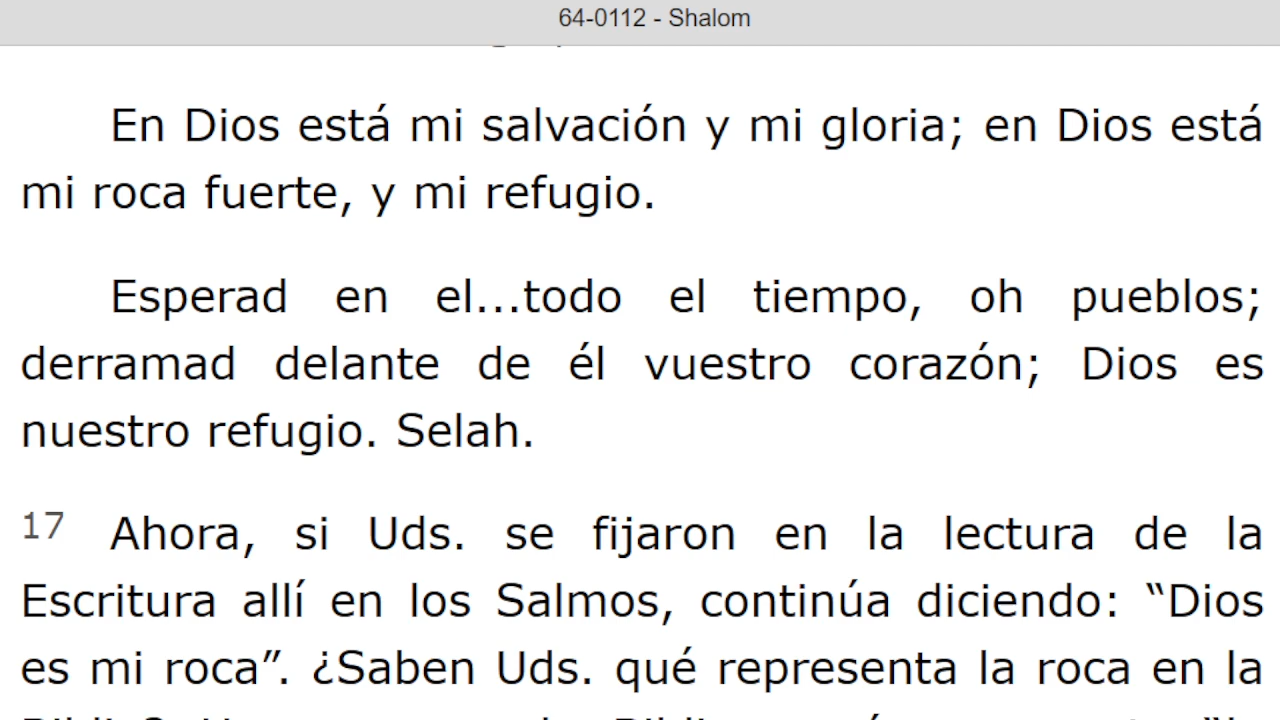 64-0112 - Shalom
En Dios está mi salvación y mi gloria; en Dios está
mi roca fuerte, y mi refugio.
Esperad en el...todo el tiempo, oh pueblos;
derramad delante de él vuestro corazón; Dios es
nuestro refugio. Selah.
17 Ahora, si Uds. se fijaron en la lectura de la
Escritura allí en los Salmos, continúa diciendo: “Dios
es mi roca”. ¿Saben Uds. qué representa la roca en la